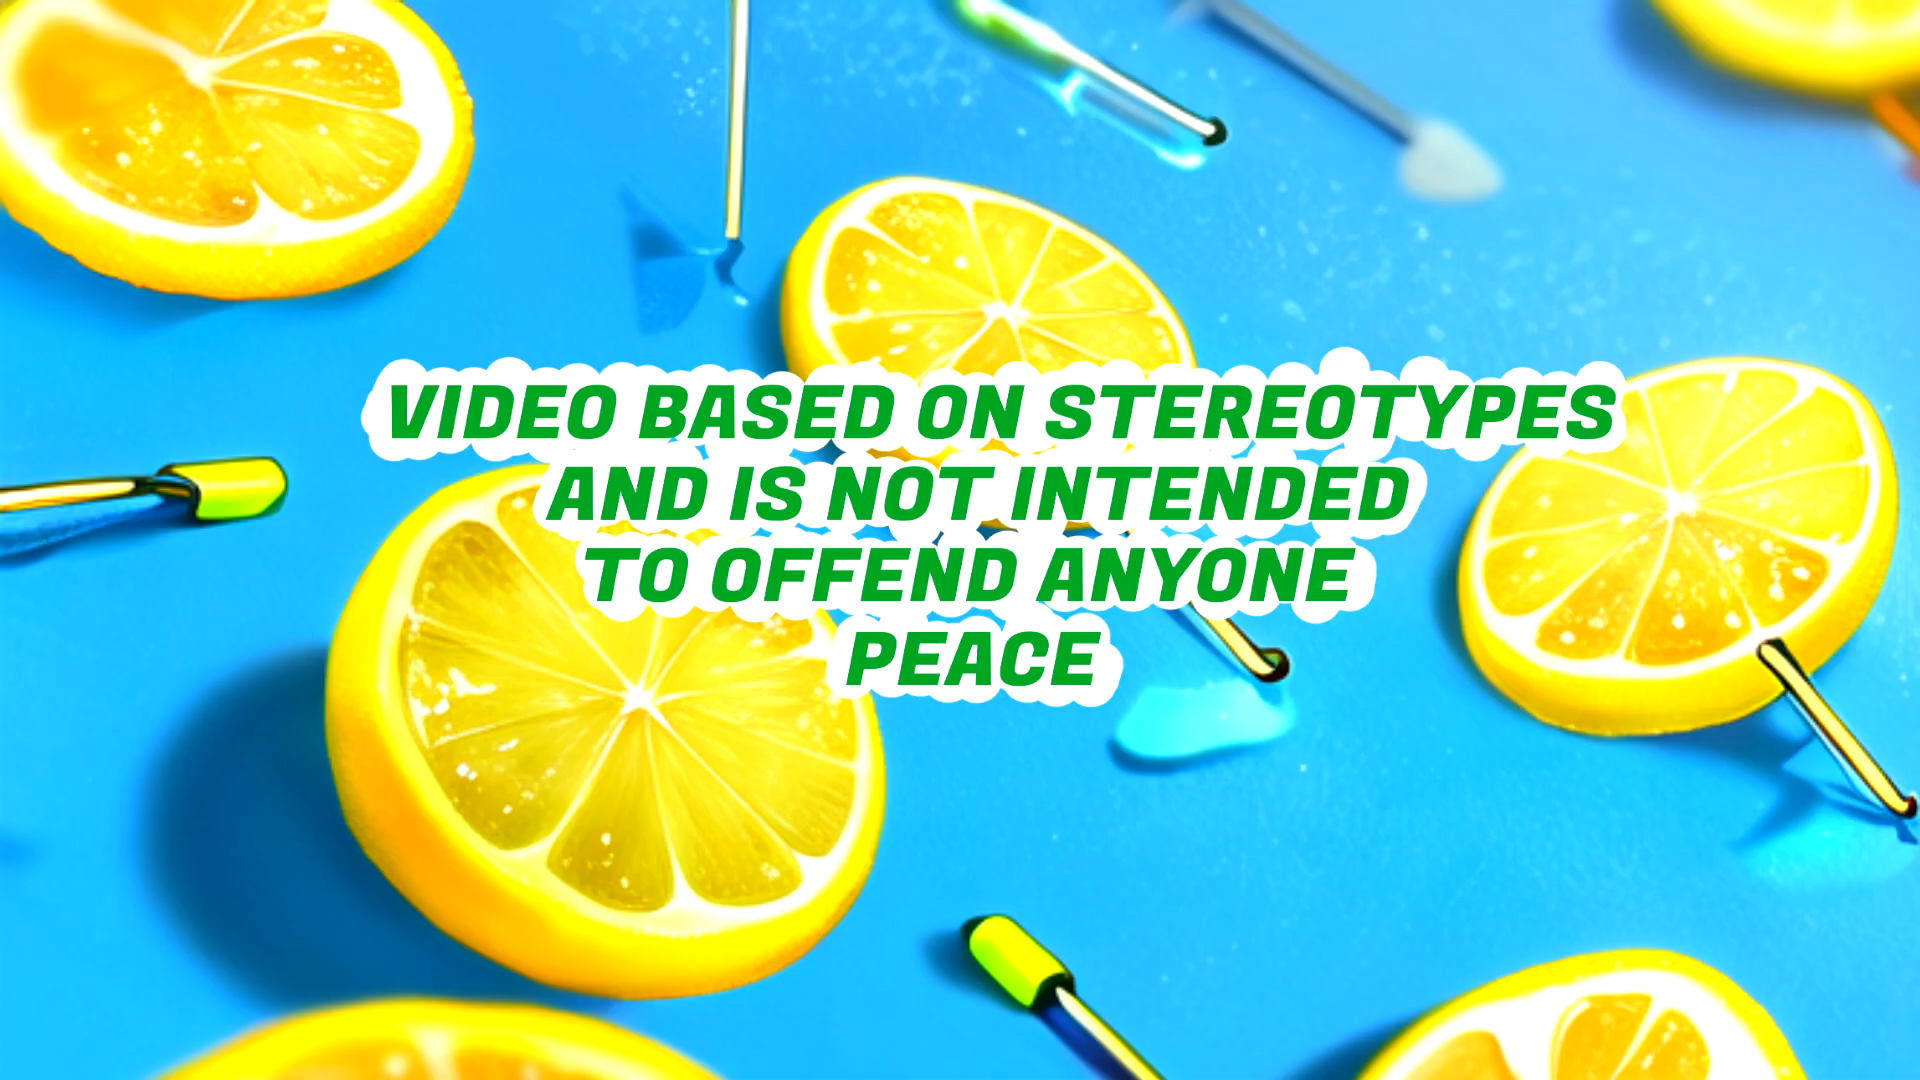 VIDEO BASED ON STEREOTYPES
AND IS NOT INTENDED
TO OFFEND ANYONE
PEACE